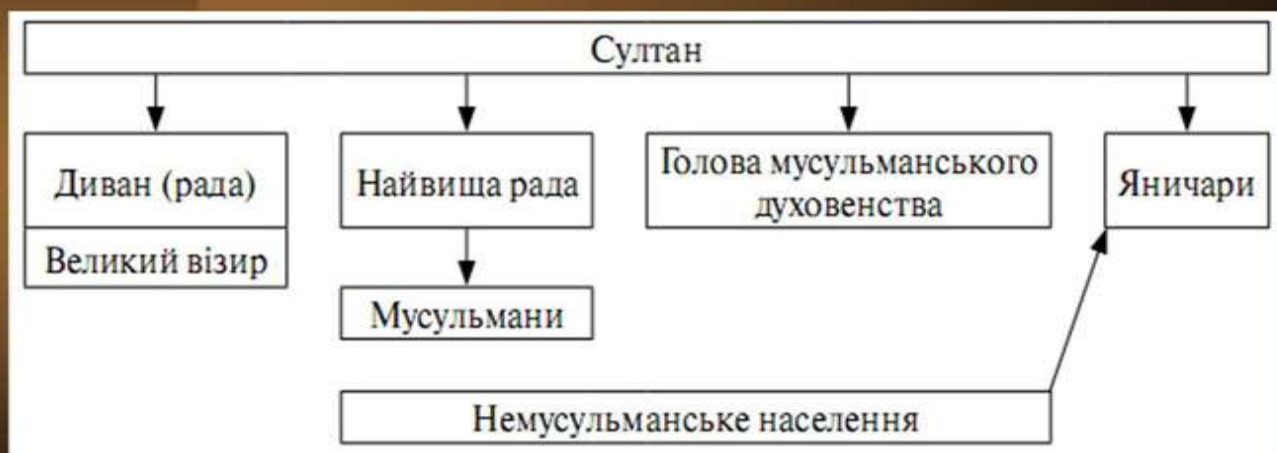 Султан
Диван (рада)
Великий візир
Найвища рада
Мусульмани
Голова мусульманського
духовенства
Яничари
Немусульманське населення